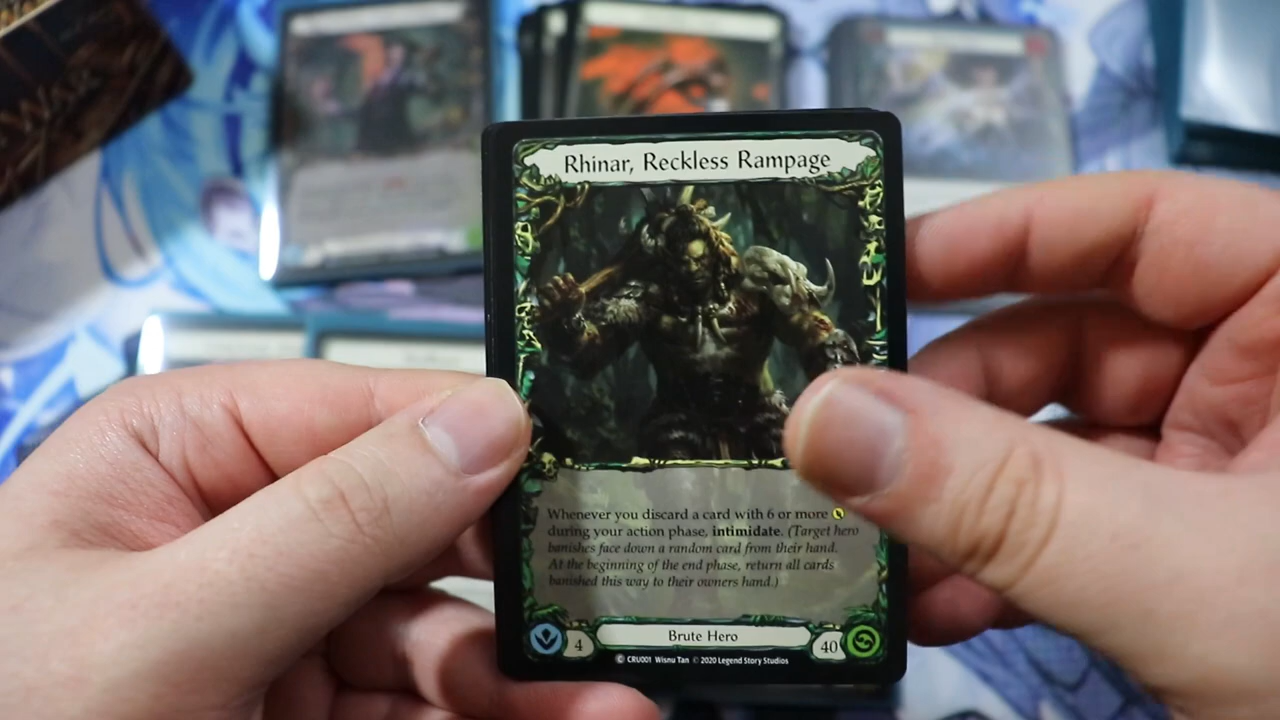 Rhinar, Reckless Rampage
Whenever you discard a card with 6 or more
during your action phase, intimidate. (Target hero
banishes face down a random card from their hand.
At the beginning of the end phase, return all cards
banished this way to their owners hand.)
4
Brute Hero
40
C CRU001 Wisnu Tan © 2020 Legend Story Studios